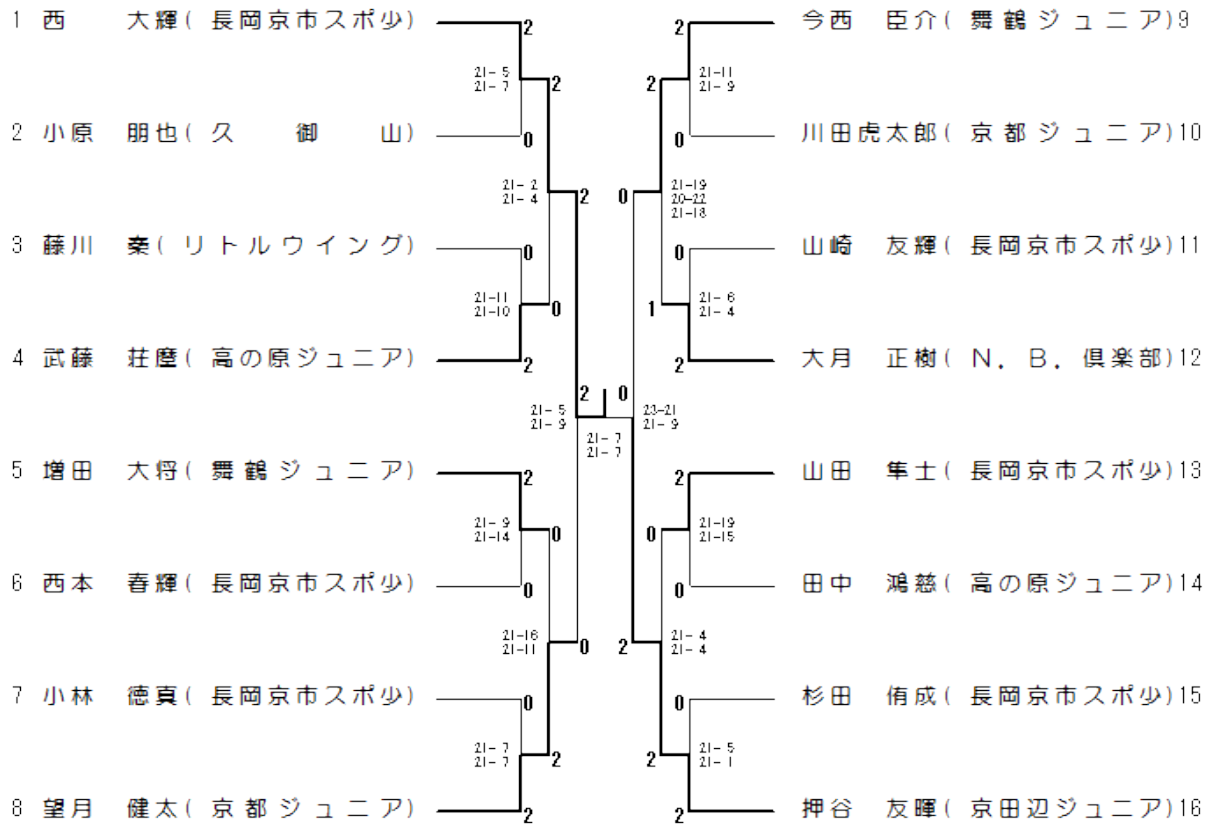 1 西 大輝( 長岡京市スポ少) 2 2 今西 臣介( 舞鶴ジュニア)9
21- 5 21-11
21- 7 2 2 21- 9
2 小原 朋也( 久 御 山) 0 0 川田虎太郎( 京都ジュニア)10
21- 2 21-19
21- 4 2 0 20-22
21-18
3 藤川 秦( リトルウイング) 0 0 山崎 友輝( 長岡京市スポ少)11
21-11 21- 6
21-10 0 1 21- 4
4 武藤 荘麿( 高の原ジュニア) 2 2 大月 正樹( N．B．倶楽部)12
2 0
21- 5 23-21
21- 9 21- 9
21- 7
21- 7
5 増田 大将( 舞鶴ジュニア) 2 2 山田 隼士( 長岡京市スポ少)13
21- 9 21-19
21-14 0 0 21-15
6 西本 春輝( 長岡京市スポ少) 0 0 田中 鴻慈( 高の原ジュニア)14
21-16 21- 4
21-11 0 2 21- 4
7 小林 徳真( 長岡京市スポ少) 0 0 杉田 侑成( 長岡京市スポ少)15
21- 7 21- 5
21- 7 2 2 21- 1
8 望月 健太( 京都ジュニア) 2 2 押谷 友暉( 京田辺ジュニア)16